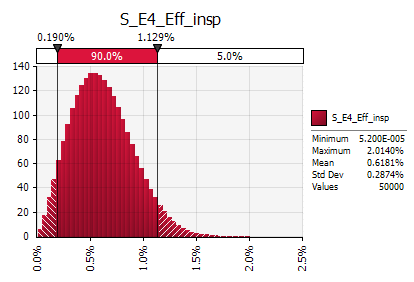 S_E4_Eff_insp
0.190% 1.129%
90.0% 5.0%
140
120
100
80
60
40
20
0
0.0%
0.5%
1.0%
1.5%
2.0%
2.5%
S_E4_Eff_insp
Minimum 5.200E-005
Maximum 2.0140%
Mean 0.6181%
Std Dev 0.2874%
Values 50000